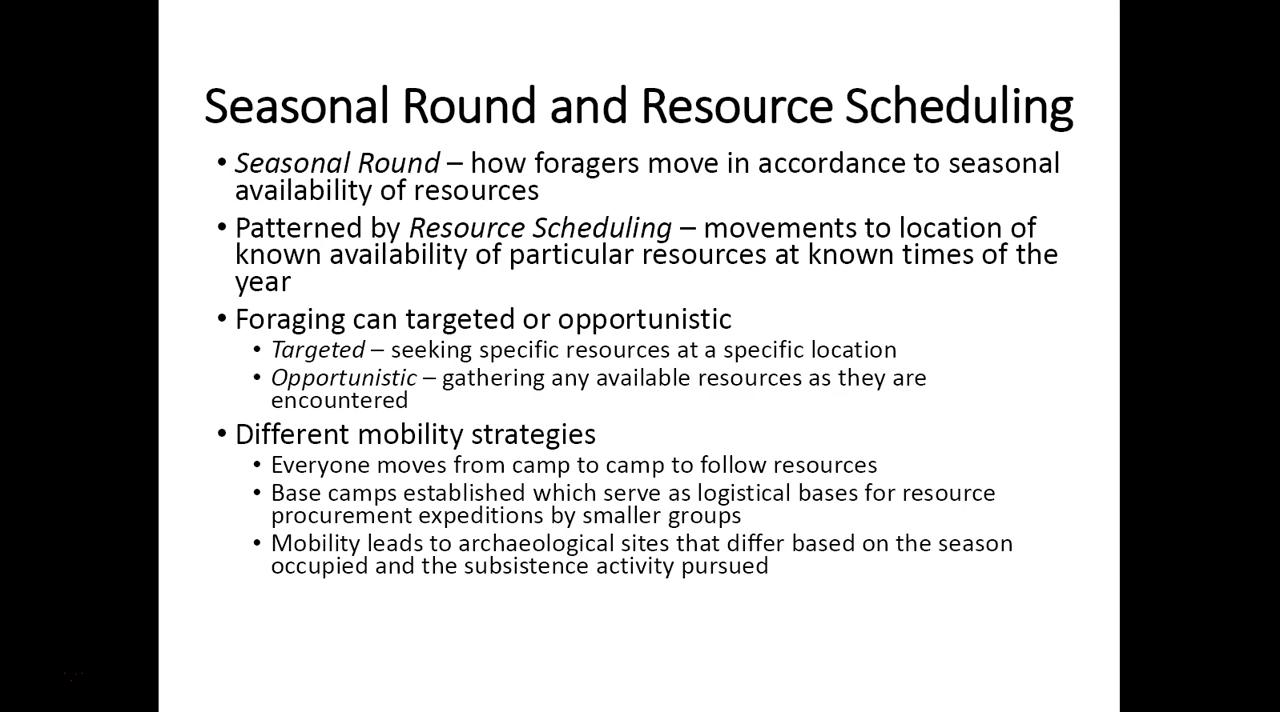 Seasonal Round and Resource Scheduling
• Seasonal Round – how foragers move in accordance to seasonal
availability of resources
• Patterned by Resource Scheduling – movements to location of
known availability of particular resources at known times of the
year
• Foraging can targeted or opportunistic
• Targeted – seeking specific resources at a specific location
• Opportunistic – gathering any available resources as they are
encountered
• Different mobility strategies
• Everyone moves from camp to camp to follow resources
• Base camps established which serve as logistical bases for resource
procurement expeditions by smaller groups
• Mobility leads to archaeological sites that differ based on the season
occupied and the subsistence activity pursued